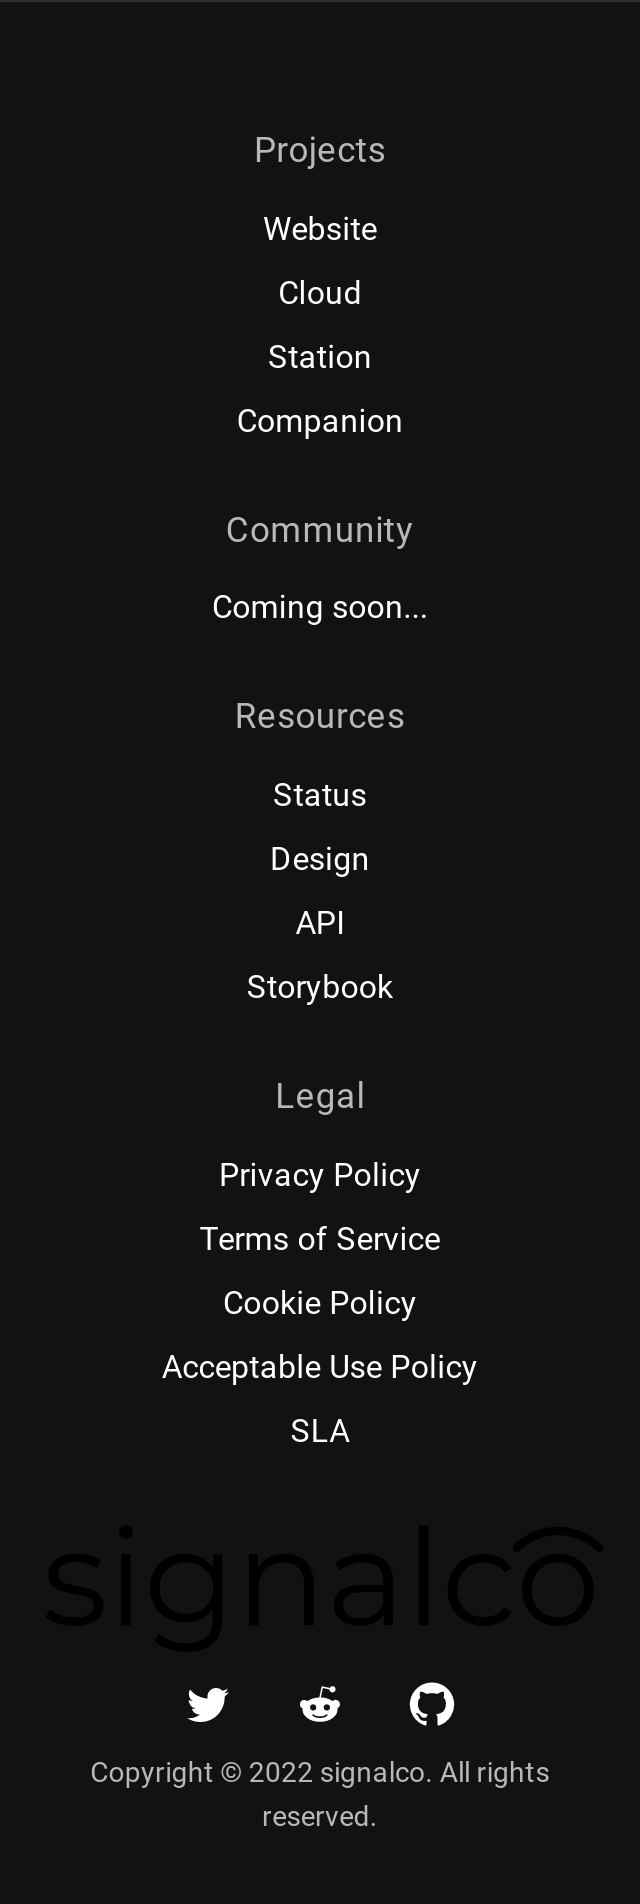 Projects
Website
Cloud
Station
Companion
Community
Coming soon...
Resources
Status
Design
API
Storybook
Legal
Privacy Policy
Terms of Service
Cookie Policy
Acceptable Use Policy
SLA
signalco
Copyright © 2022 signalco. All rights
reserved.